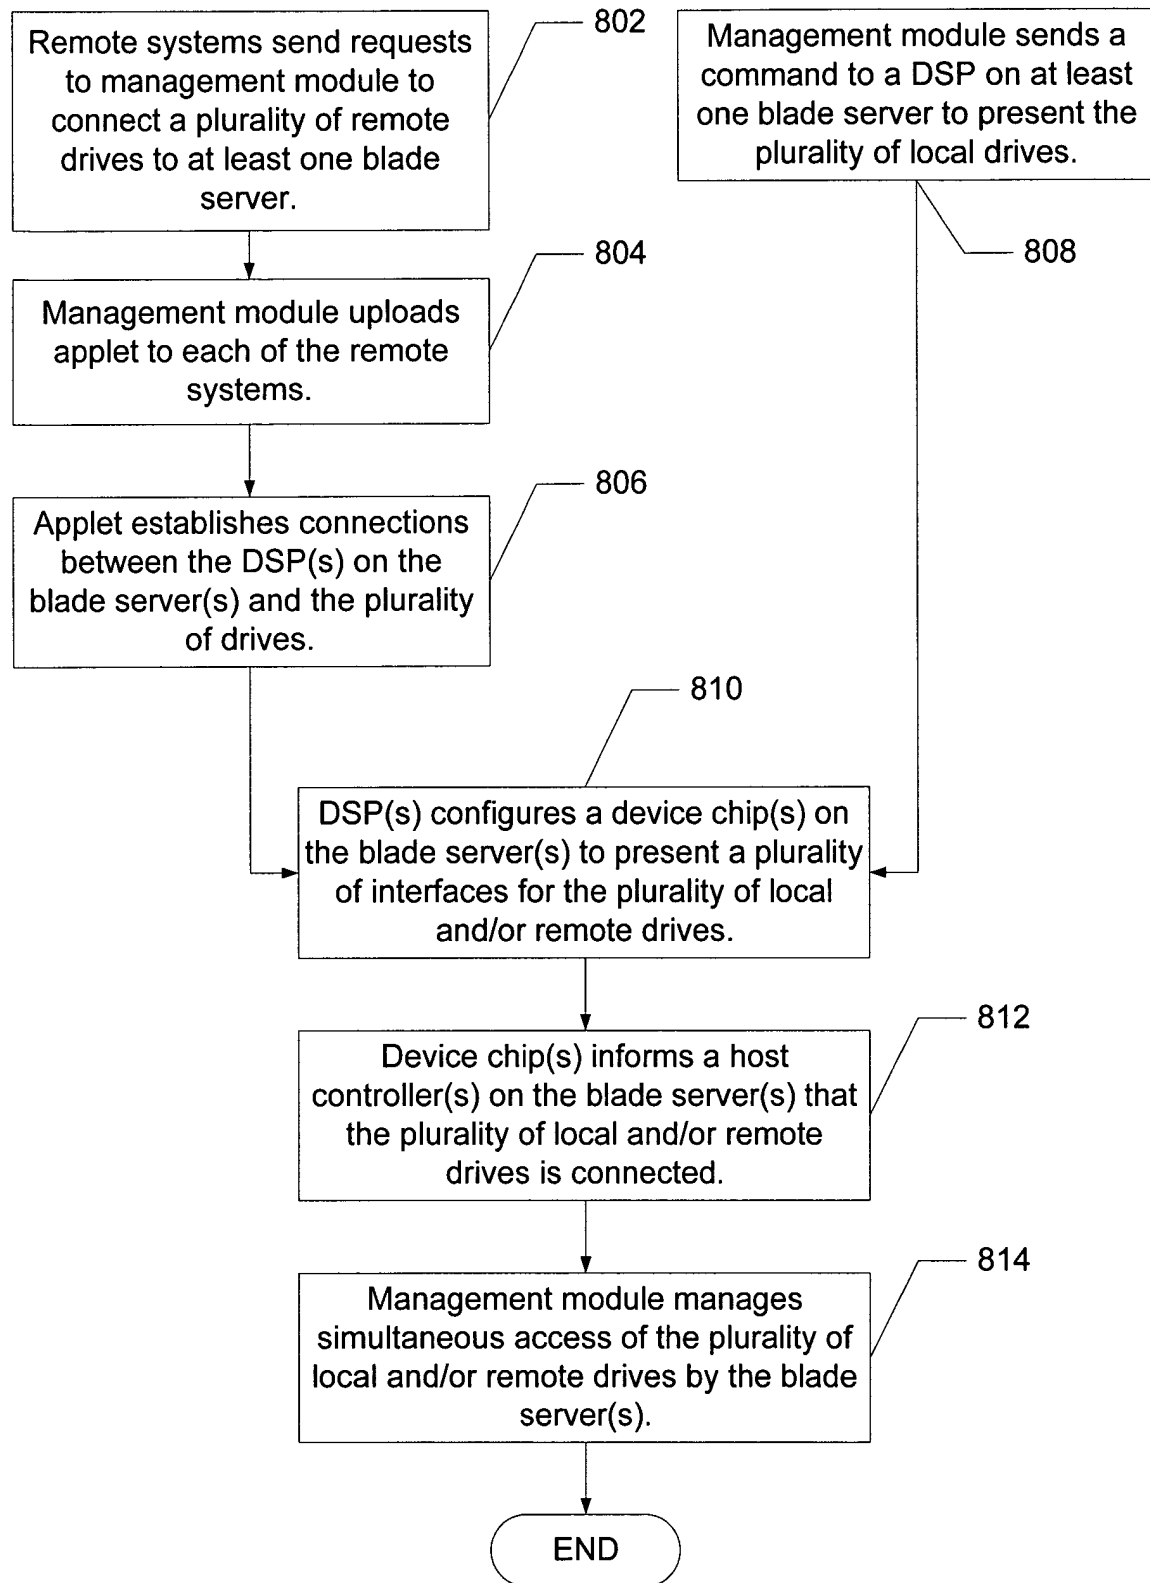 Remote systems send requests
to management module to
connect a plurality of remote
drives to at least one blade
server.
802
Management module sends a
command to a DSP on at least
one blade server to present the
plurality of local drives.
808
804
Management module uploads
applet to each of the remote
systems.
806
Applet establishes connections
between the DSP(s) on the
blade server(s) and the plurality
of drives.
810
DSP(s) configures a device chip(s) on
the blade server(s) to present a plurality
of interfaces for the plurality of local
and/or remote drives.
812
Device chip(s) informs a host
controller(s) on the blade server(s) that
the plurality of local and/or remote
drives is connected.
814
Management module manages
simultaneous access of the plurality of
local and/or remote drives by the blade
server(s).
END